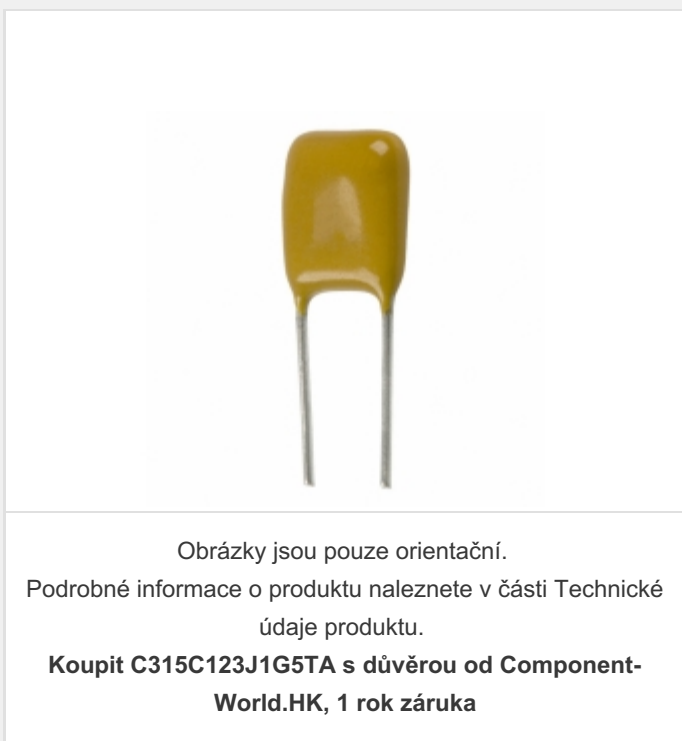 Obrázky jsou pouze orientační.
Podrobné informace o produktu naleznete v části Technické
údaje produktu.
Koupit C315C123J1G5TA s důvěrou od Component-
World.HK, 1 rok záruka